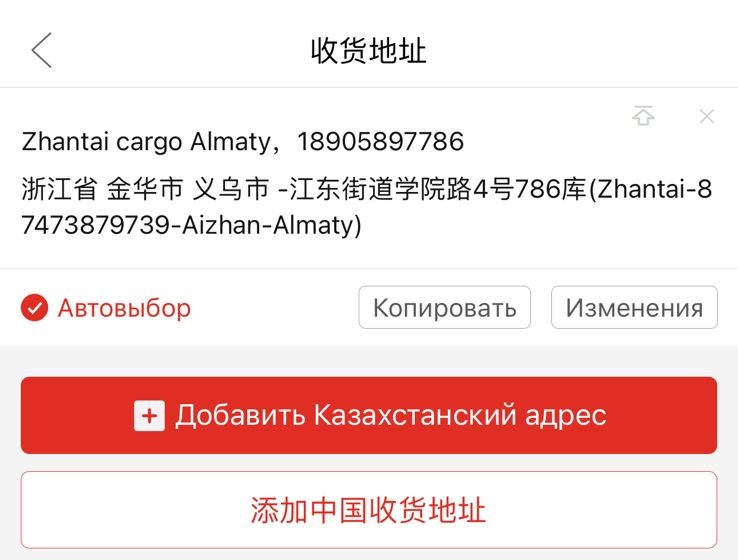 收货地址
Zhantai cargo Almaty，18905897786
浙江省 金华市 义乌市 -江东街道学院路4号786库(Zhantai-8
7473879739-Aizhan-Almaty)
Автовыбор Копировать Изменения
Добавить Казахстанский адрес
添加中国收货地址